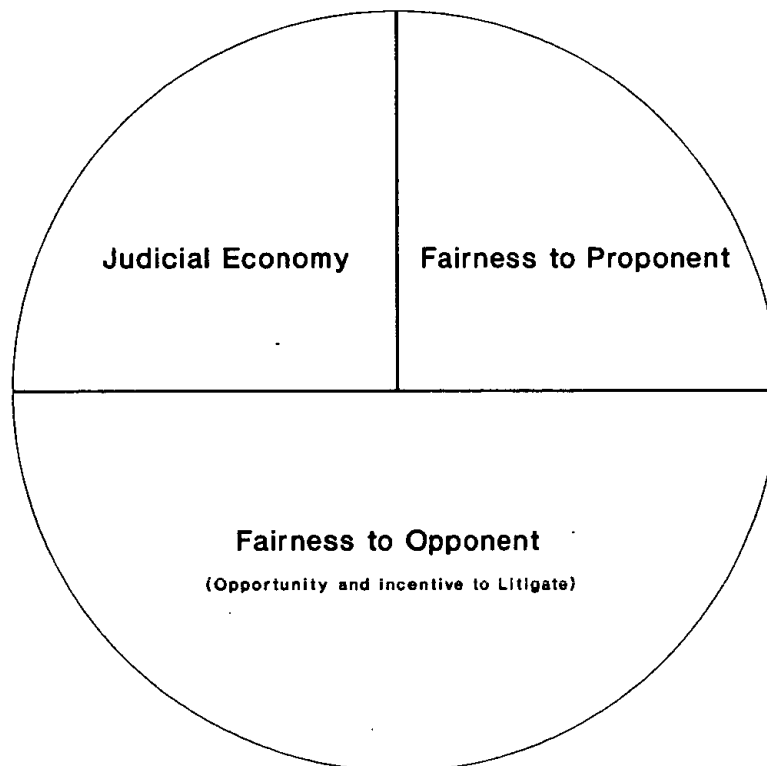 Judicial Economy
Fairness to Proponent
Fairness to Opponent
(Opportunity and incentive to Litigate)